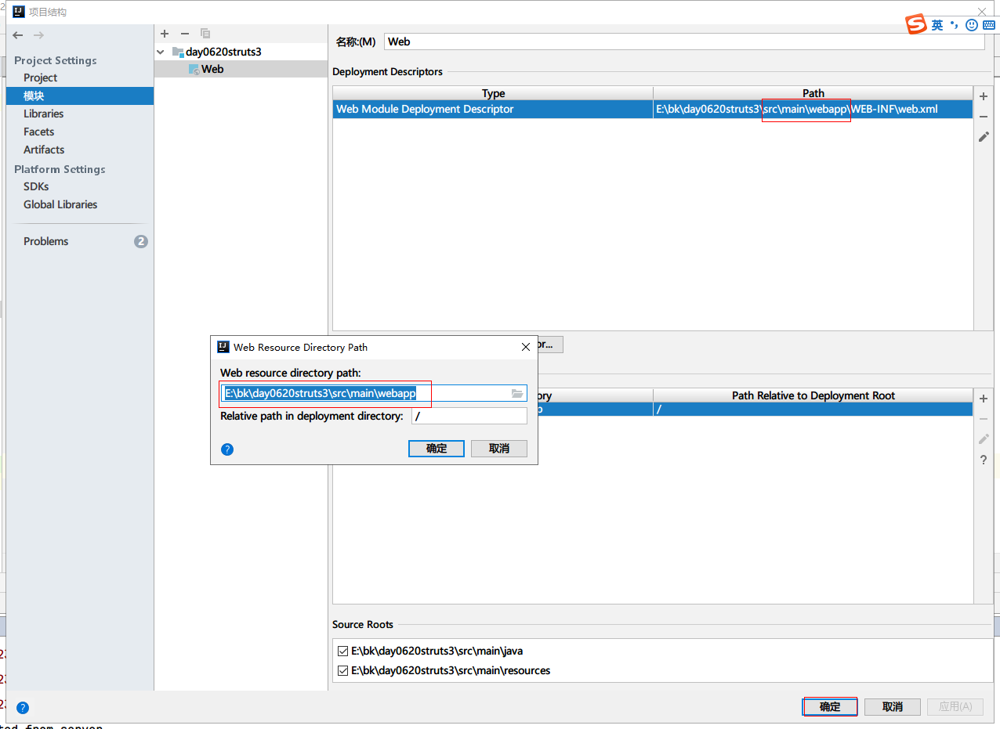 项目结构
英
Project Settings
Project
模块
Libraries
Facets
Artifacts
Platform Settings
SDKs
Global Libraries
Problems
2
day0620struts3
Web
名称:(M)
Web
Deployment Descriptors
Type
Path
Web Module Deployment Descriptor
E:\bk\day0620struts3\src\main\webapp\WEB-INF\web.xml
or...
Web Resource Directory Path
Web resource directory path:
E:\bk\day0620struts3\src\main\webapp
Relative path in deployment directory:
/
?
确定
取消
ory
Path Relative to Deployment Root
p
/
?
Source Roots
E:\bk\day0620struts3\src\main\java
E:\bk\day0620struts3\src\main\resources
?
确定
取消
应用(A)
ted from server